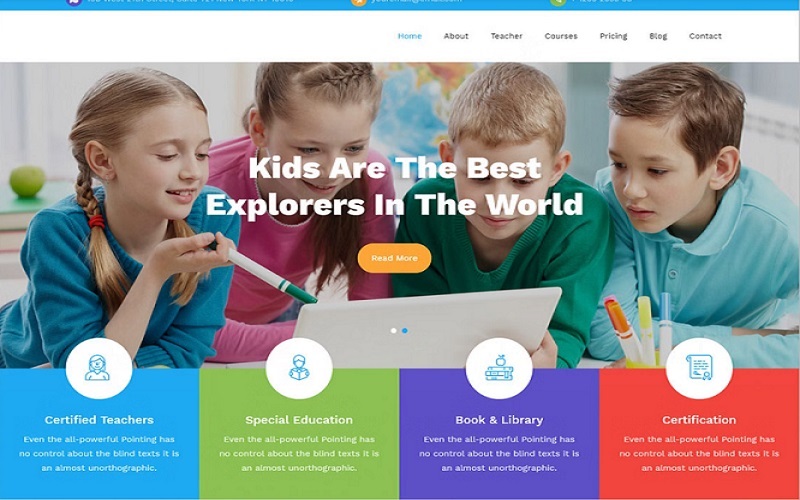 Home About Teacher Courses Pricing Blog Contact
Kids Are The Best
Explorers In The World
Read More
Certified Teachers
Even the all-powerful Pointing has
no control about the blind texts it is
an almost unorthographic.
Special Education
Even the all-powerful Pointing has
no control about the blind texts it is
an almost unorthographic.
Book & Library
Even the all-powerful Pointing has
no control about the blind texts it is
an almost unorthographic.
Certification
Even the all-powerful Pointing has
no control about the blind texts it is
an almost unorthographic.